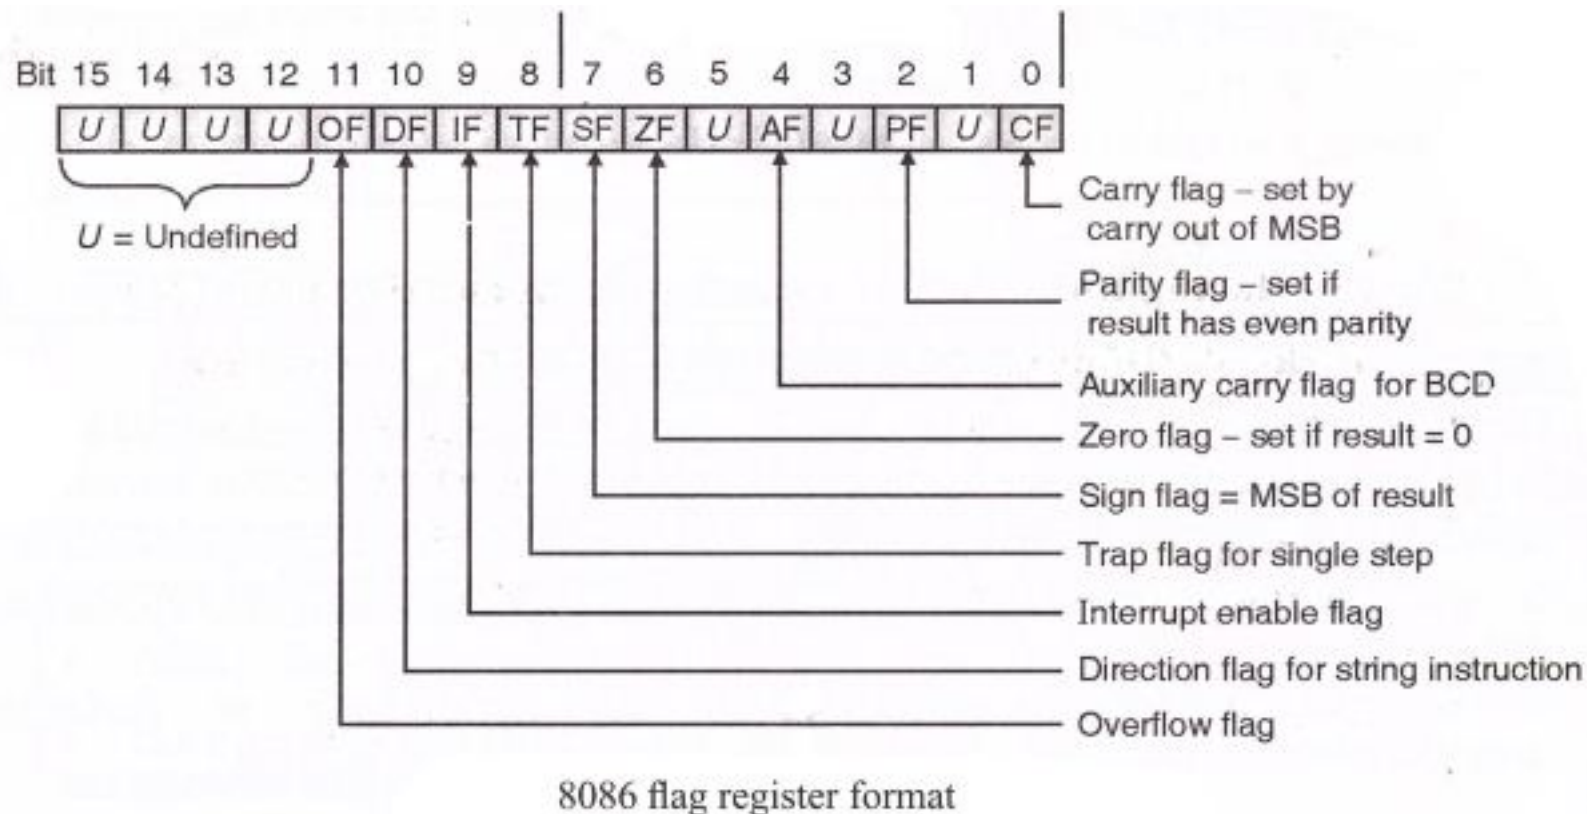 Bit 15 14 13 12 11 10 9 8 7 6 5 4 3 2 1 0
U U U U OF DF IF TF SF ZF U AF U PF U CF
U = Undefined
Carry flag – set by
carry out of MSB
Parity flag – set if
result has even parity
Auxiliary carry flag for BCD
Zero flag – set if result = 0
Sign flag = MSB of result
Trap flag for single step
Interrupt enable flag
Direction flag for string instruction
Overflow flag
8086 flag register format